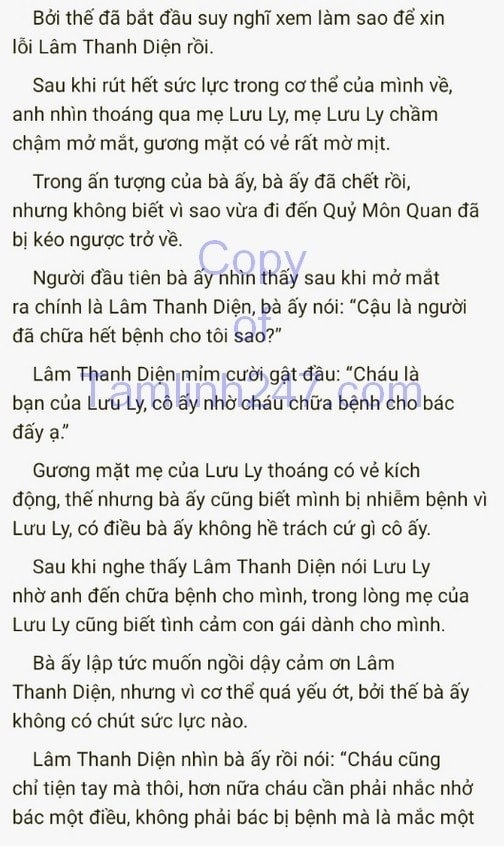 Bởi thế đã bắt đầu suy nghĩ xem làm sao để xin
lỗi Lâm Thanh Diện rồi.
Sau khi rút hết sức lực trong cơ thể của mình về,
anh nhìn thoáng qua mẹ Lưu Ly, mẹ Lưu Ly chầm
chậm mở mắt, gương mặt có vẻ rất mờ mịt.
Trong ấn tượng của bà ấy, bà ấy đã chết rồi,
nhưng không biết vì sao vừa đi đến Quỷ Môn Quan đã
bị kéo ngược trở về.
Copy
Người đầu tiên bà ấy nhìn thấy sau khi mở mắt
ra chính là Lâm Thanh Diện, bà ấy nói: “Cậu là người
of
đã chữa hết bệnh cho tôi sao?”
Lâm Thanh Diện mỉm cười gật đầu: “Cháu là
Tamlinh247.com
bạn của Lưu Ly, cô ấy nhờ cháu chữa bệnh cho bác
đấy ạ.”
Gương mặt mẹ của Lưu Ly thoáng có vẻ kích
động, thế nhưng bà ấy cũng biết mình bị nhiễm bệnh vì
Lưu Ly, có điều bà ấy không hề trách cứ gì cô ấy.
Sau khi nghe thấy Lâm Thanh Diện nói Lưu Ly
nhờ anh đến chữa bệnh cho mình, trong lòng mẹ của
Lưu Ly cũng biết tình cảm con gái dành cho mình.
Bà ấy lập tức muốn ngồi dậy cảm ơn Lâm
Thanh Diện, nhưng vì cơ thể quá yếu ớt, bởi thế bà ấy
không có chút sức lực nào.
Lâm Thanh Diện nhìn bà ấy rồi nói: “Cháu cũng
chỉ tiện tay mà thôi, hơn nữa cháu cần phải nhắc nhở
bác một điều, không phải bác bị bệnh mà là mắc một